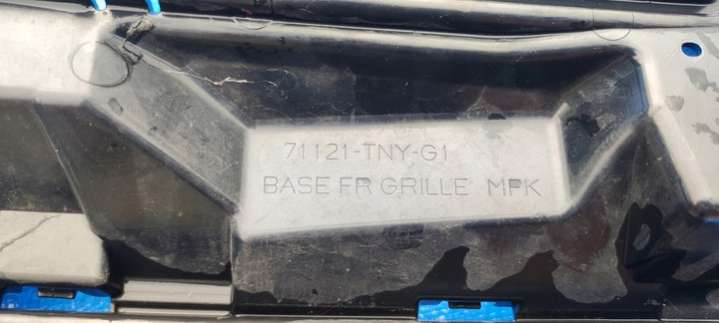 71121-TNY-G1
BASE FR GRILLE MPK